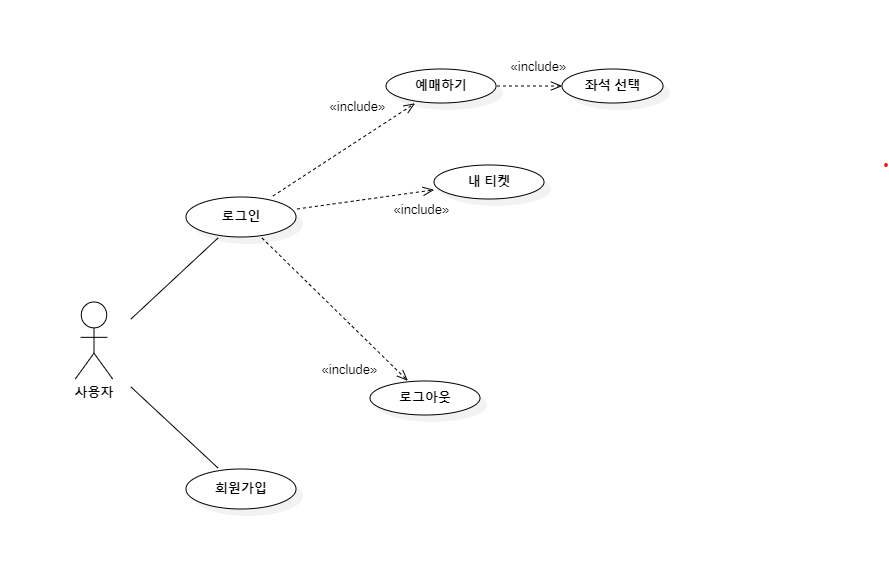 «include»
예매하기
좌석 선택
«include»
내 티켓
«include»
로그인
«include»
로그아웃
사용자
회원가입